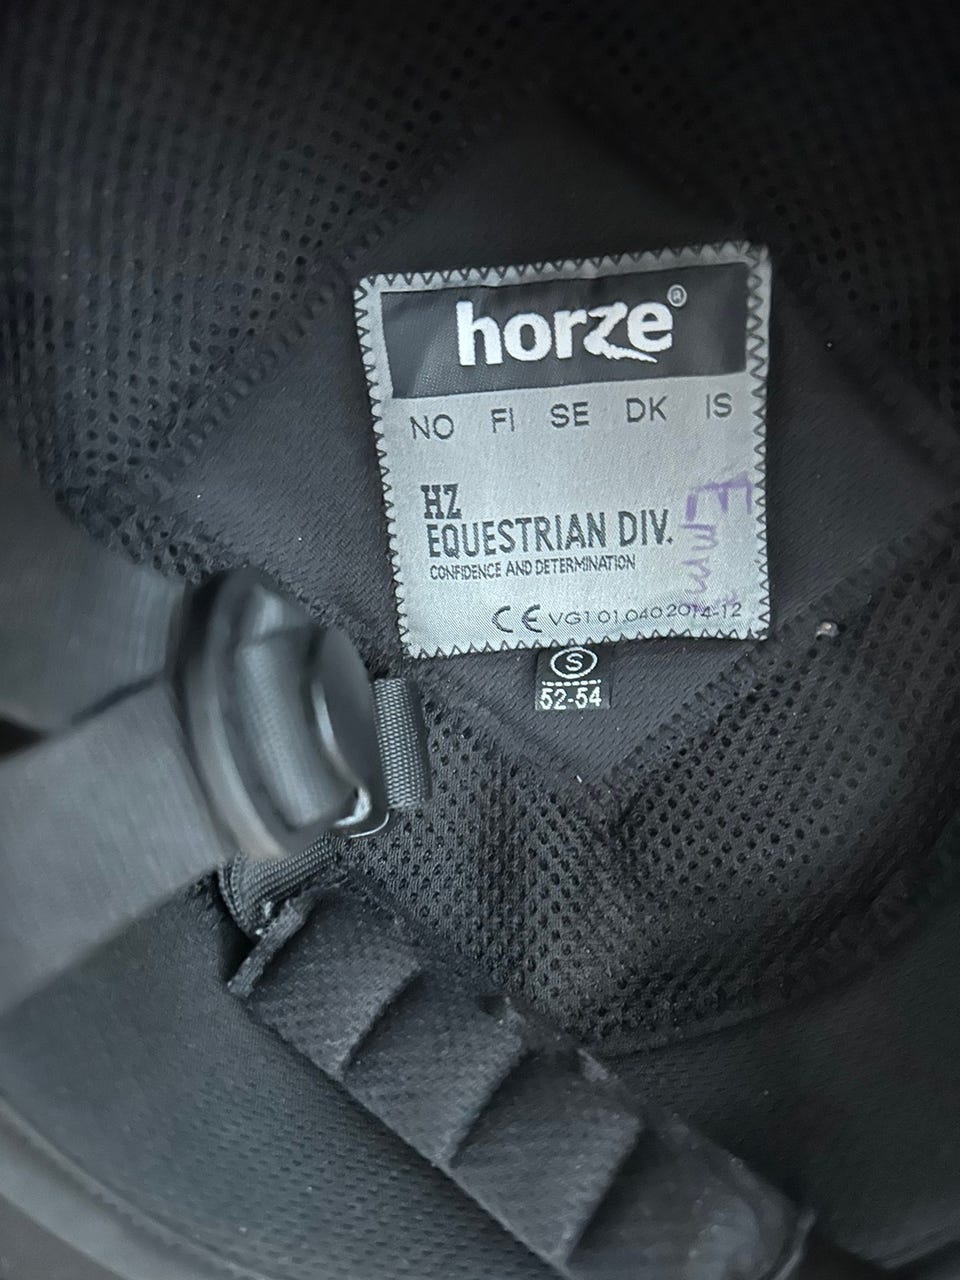 horze®
NO FI SE DK IS
HZ
EQUESTRIAN DIV.
CONFIDENCE AND DETERMINATION
CE VG1 01.040 2014-12
S
52-54